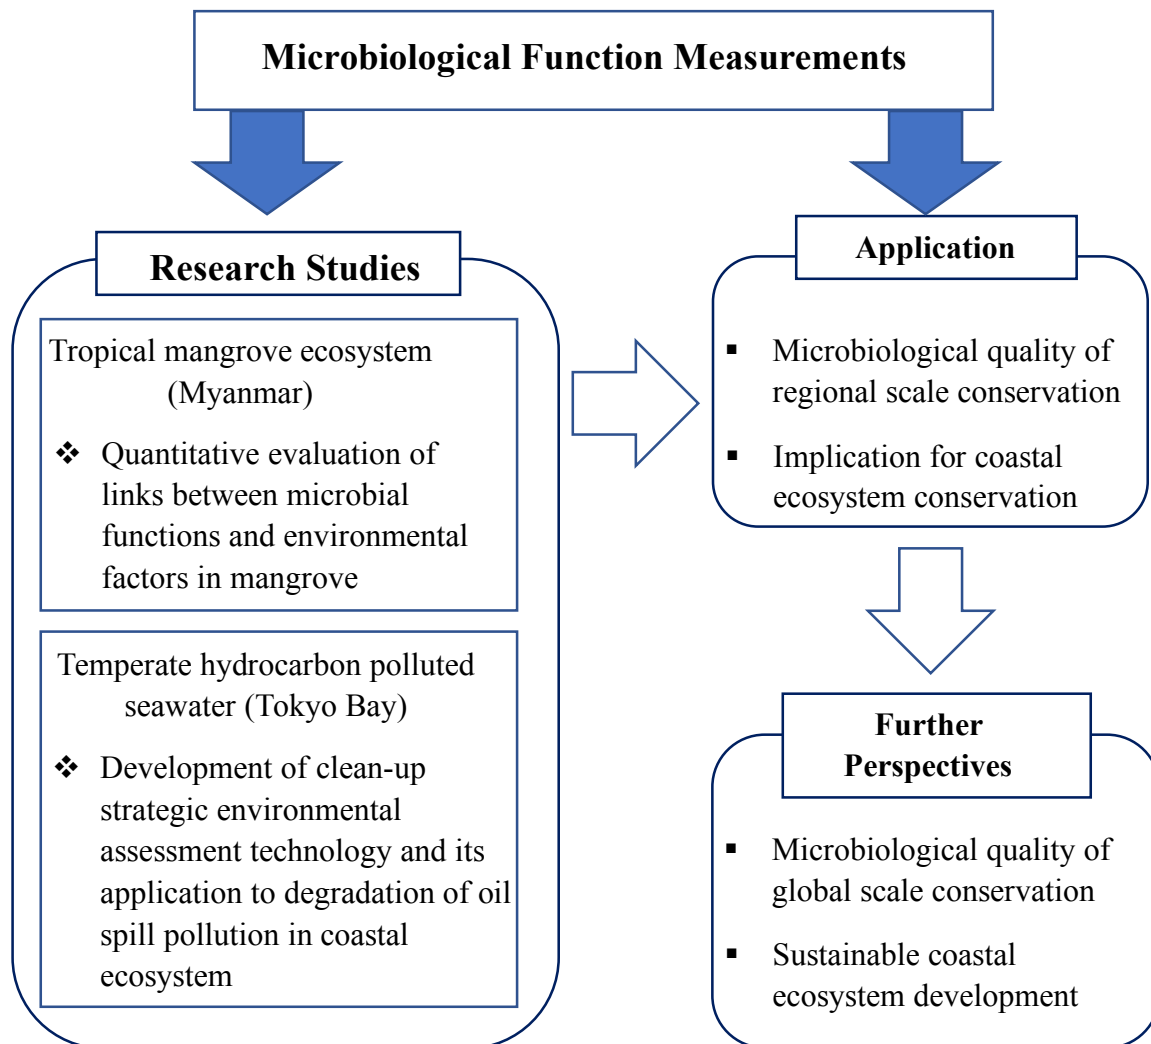 Microbiological Function Measurements
Research Studies
Tropical mangrove ecosystem
(Myanmar)
❖ Quantitative evaluation of
links between microbial
functions and environmental
factors in mangrove
Temperate hydrocarbon polluted
seawater (Tokyo Bay)
❖ Development of clean-up
strategic environmental
assessment technology and its
application to degradation of oil
spill pollution in coastal
ecosystem
Application
▪ Microbiological quality of
regional scale conservation
▪ Implication for coastal
ecosystem conservation
Further
Perspectives
▪ Microbiological quality of
global scale conservation
▪ Sustainable coastal
ecosystem development